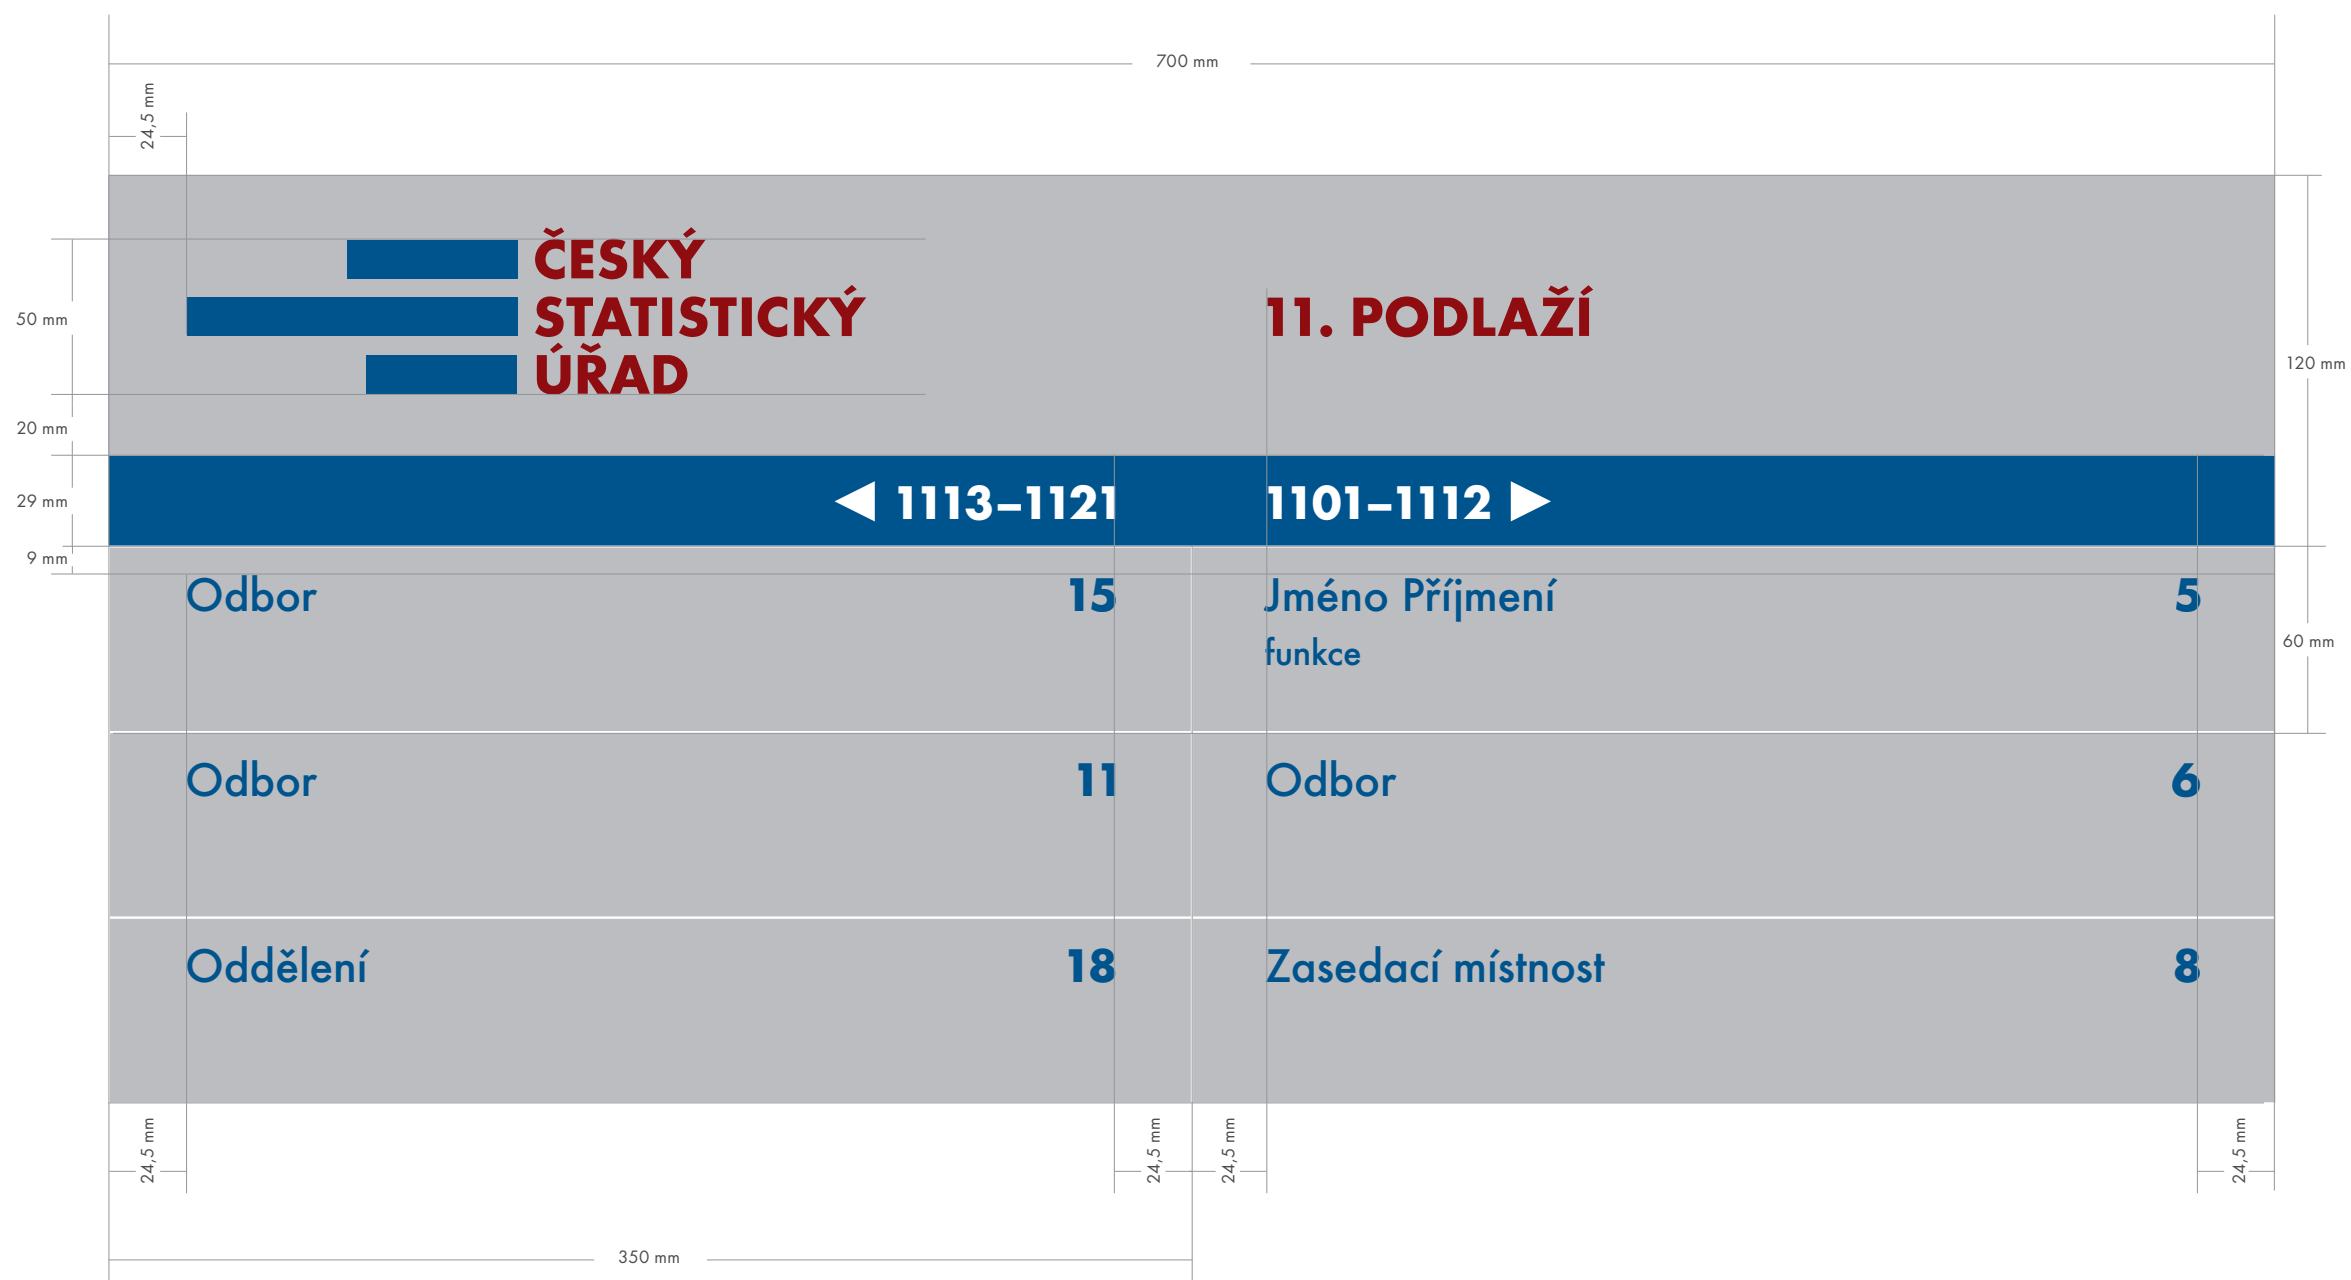 700 mm
24,5 mm
ČESKÝ
STATISTICKÝ
ÚŘAD
11. PODLAŽÍ
50 mm
120 mm
20 mm
29 mm
◀ 1113–1121
1101–1112 ▶
9 mm
Odbor 15
Jméno Příjmení 5
funkce
60 mm
Odbor 11
Odbor 6
Oddělení 18
Zasedací místnost 8
24,5 mm
24,5 mm
24,5 mm
24,5 mm
350 mm